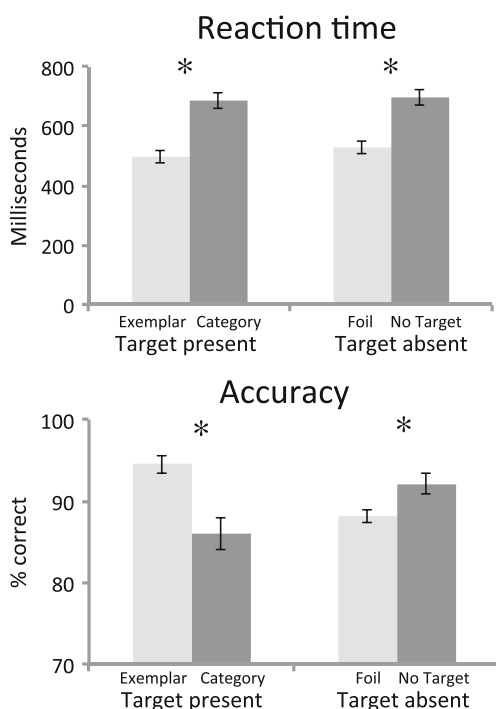 Reaction time
* *
800
600
400
200
0
Milliseconds
Exemplar Category Foil No Target
Target present Target absent
Accuracy
* *
100
90
80
70
% correct
Exemplar Category Foil No Target
Target present Target absent